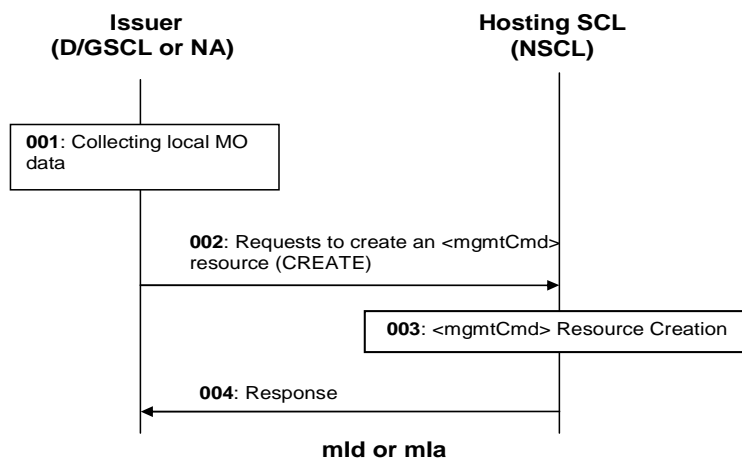 Issuer
(D/GSCL or NA)
Hosting SCL
(NSCL)
001: Collecting local MO
data
002: Requests to create an <mgmtCmd>
resource (CREATE)
003: <mgmtCmd> Resource Creation
004: Response
mId or mIa